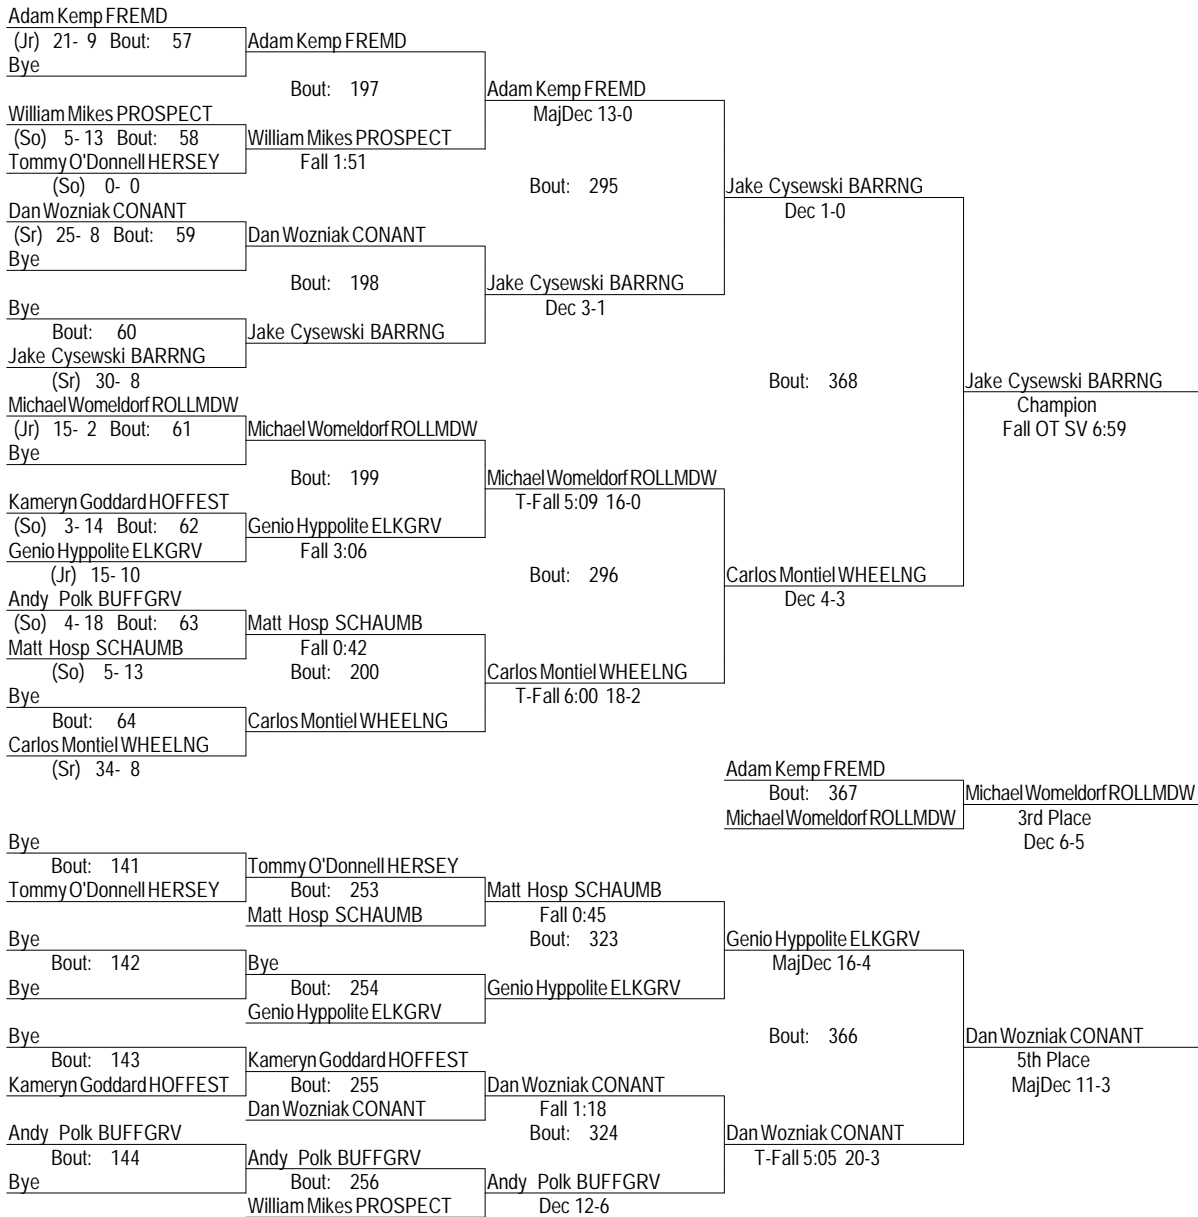 Adam Kemp FREMD
(Jr) 21- 9 Bout: 57 Adam Kemp FREMD
Bye
Bout: 197 Adam Kemp FREMD
William Mikes PROSPECT MajDec 13-0
(So) 5- 13 Bout: 58 William Mikes PROSPECT
Tommy O'Donnell HERSEY Fall 1:51
(So) 0- 0 Bout: 295 Jake Cysewski BARRNG
Dan Wozniak CONANT Dec 1-0
(Sr) 25- 8 Bout: 59 Dan Wozniak CONANT
Bye
Bout: 198 Jake Cysewski BARRNG
Bye Dec 3-1
Bout: 60 Jake Cysewski BARRNG
Jake Cysewski BARRNG
(Sr) 30- 8 Bout: 368 Jake Cysewski BARRNG
Michael Womeldorf ROLLMDW Champion
(Jr) 15- 2 Bout: 61 Michael Womeldorf ROLLMDW Fall OT SV 6:59
Bye
Bout: 199 Michael Womeldorf ROLLMDW
Kameryn Goddard HOFFEST T-Fall 5:09 16-0
(So) 3- 14 Bout: 62 Genio Hyppolite ELKGRV
Genio Hyppolite ELKGRV Fall 3:06
(Jr) 15- 10 Bout: 296 Carlos Montiel WHEELNG
Andy Polk BUFFGRV Dec 4-3
(So) 4- 18 Bout: 63 Matt Hosp SCHAUMB
Matt Hosp SCHAUMB Fall 0:42
(So) 5- 13 Bout: 200 Carlos Montiel WHEELNG
Bye T-Fall 6:00 18-2
Bout: 64 Carlos Montiel WHEELNG
Carlos Montiel WHEELNG
(Sr) 34- 8 Adam Kemp FREMD
Bout: 367 Michael Womeldorf ROLLMDW
Michael Womeldorf ROLLMDW 3rd Place
Bye Dec 6-5
Bout: 141 Tommy O'Donnell HERSEY
Tommy O'Donnell HERSEY Bout: 253 Matt Hosp SCHAUMB
Matt Hosp SCHAUMB Fall 0:45
Bye Bout: 323 Genio Hyppolite ELKGRV
Bout: 142 Bye MajDec 16-4
Bye Bout: 254 Genio Hyppolite ELKGRV
Genio Hyppolite ELKGRV
Bye Bout: 366 Dan Wozniak CONANT
Bout: 143 Kameryn Goddard HOFFEST 5th Place
Kameryn Goddard HOFFEST Bout: 255 Dan Wozniak CONANT MajDec 11-3
Dan Wozniak CONANT Fall 1:18
Andy Polk BUFFGRV Bout: 324 Dan Wozniak CONANT
Bout: 144 Andy Polk BUFFGRV T-Fall 5:05 20-3
Bye Bout: 256 Andy Polk BUFFGRV
William Mikes PROSPECT Dec 12-6